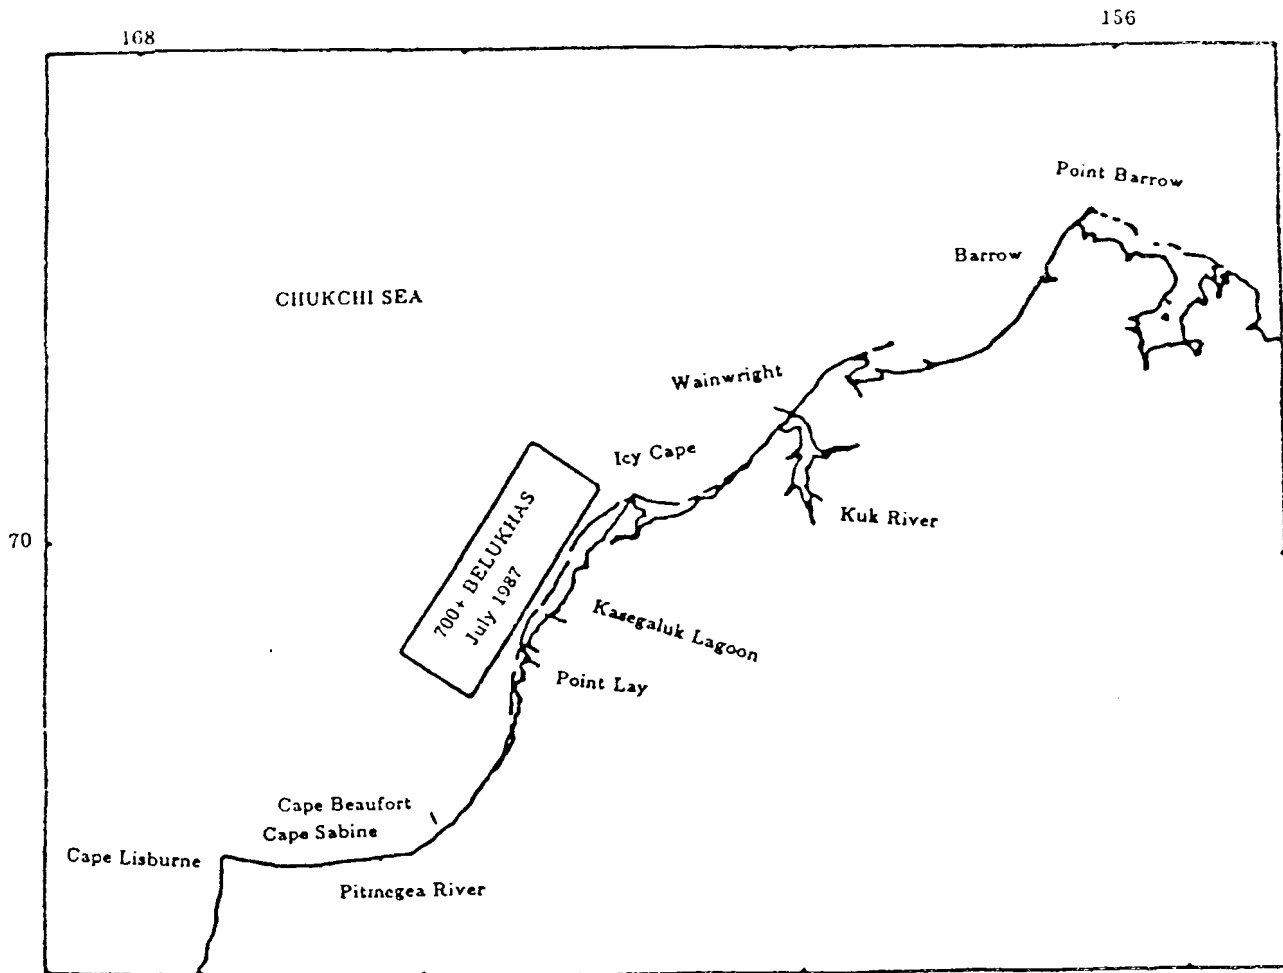 168
156
Point Barrow
Barrow
CHUKCHI SEA
Wainwright
Icy Cape
700+ BELUKHAS
July 1987
Kuk River
70
Kasegaluk Lagoon
Point Lay
Cape Beaufort
Cape Sabine
Cape Lisburne
Pitmegea River